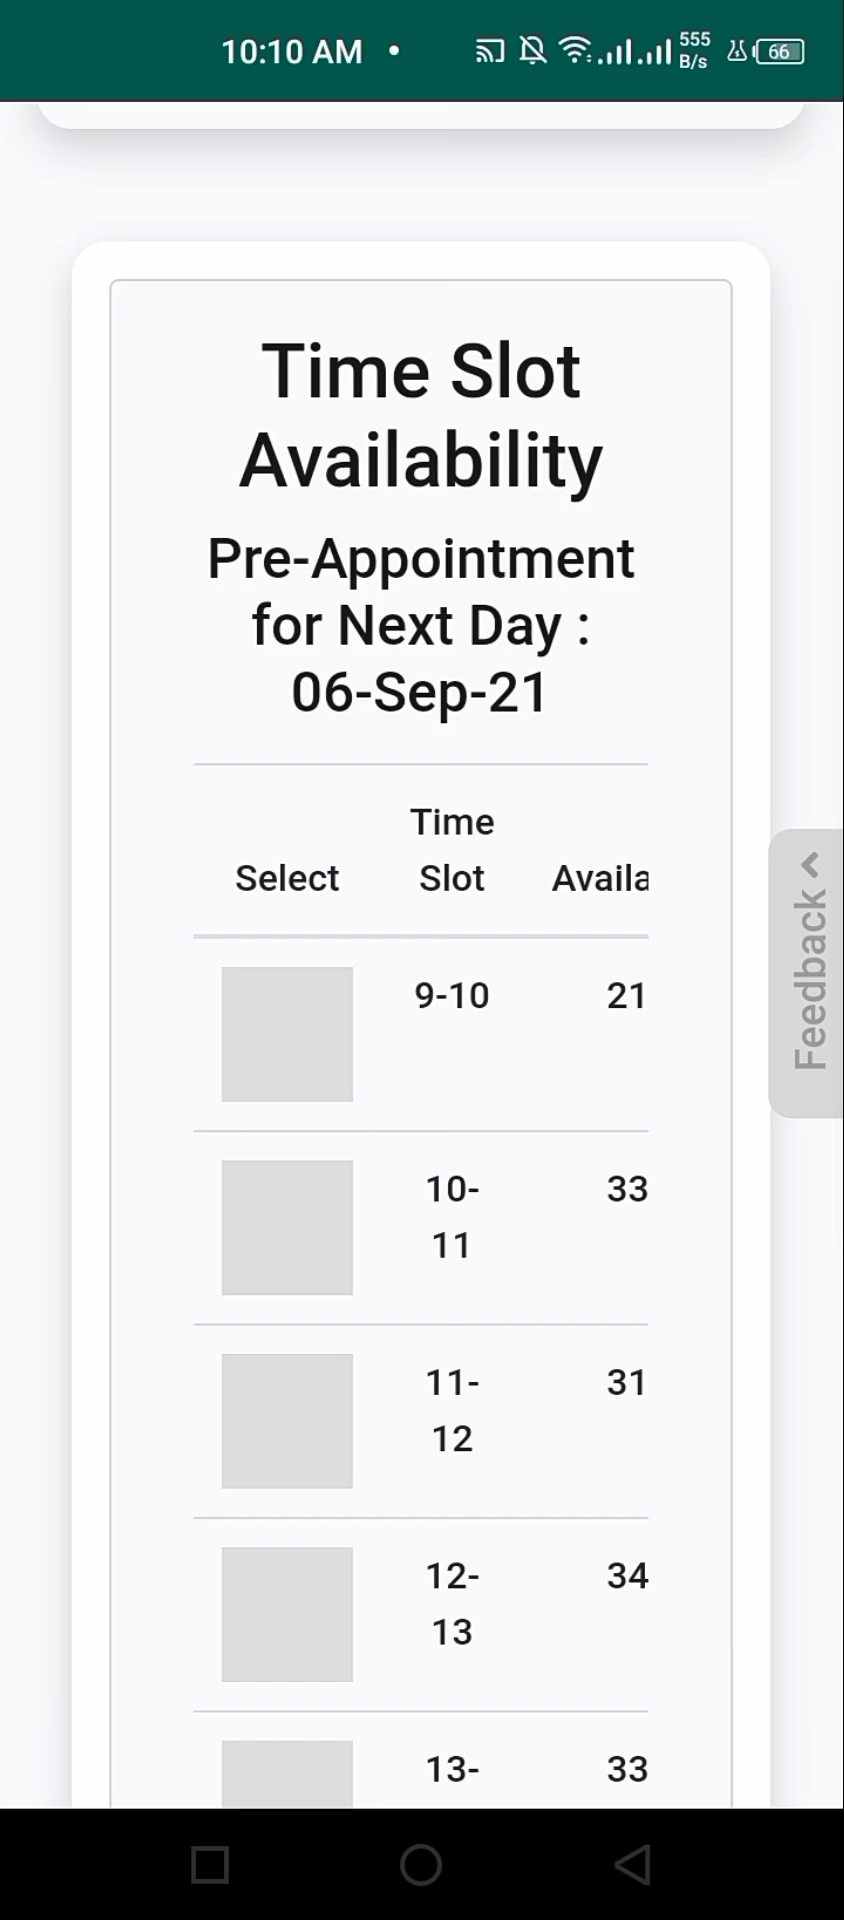 10:10 AM
555
B/s
66
Time Slot
Availability
Pre-Appointment
for Next Day :
06-Sep-21
Time
Select Slot Availa
9-10 21
10-
11 33
11-
12 31
12-
13 34
13- 33
Feedback